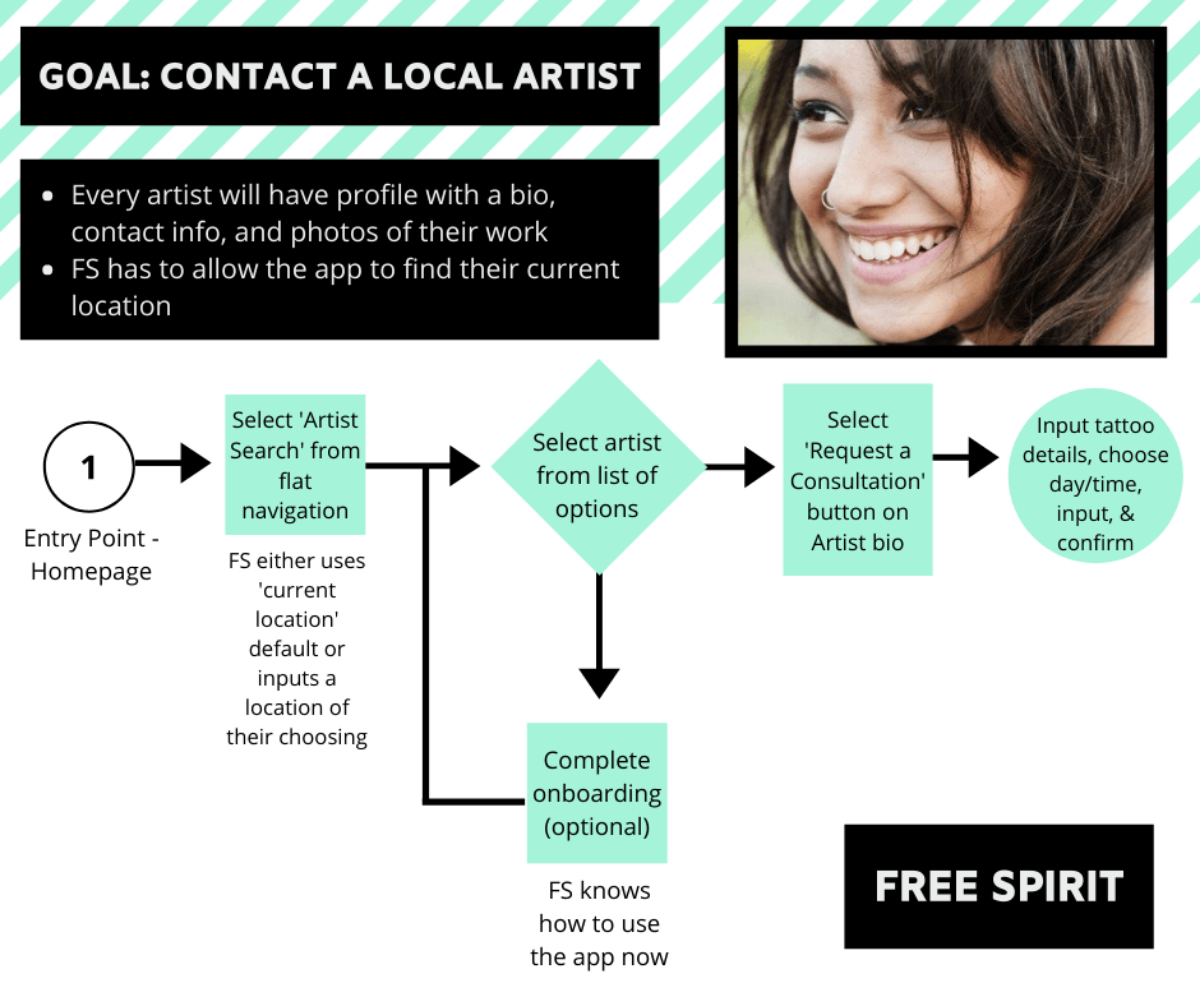 GOAL: CONTACT A LOCAL ARTIST
• Every artist will have profile with a bio,
contact info, and photos of their work
• FS has to allow the app to find their current
location
1
Entry Point -
Homepage
Select 'Artist
Search' from
flat
navigation
FS either uses
'current
location'
default or
inputs a
location of
their choosing
Select artist
from list of
options
Complete
onboarding
(optional)
FS knows
how to use
the app now
Select
'Request a
Consultation'
button on
Artist bio
Input tattoo
details, choose
day/time,
input, &
confirm
FREE SPIRIT